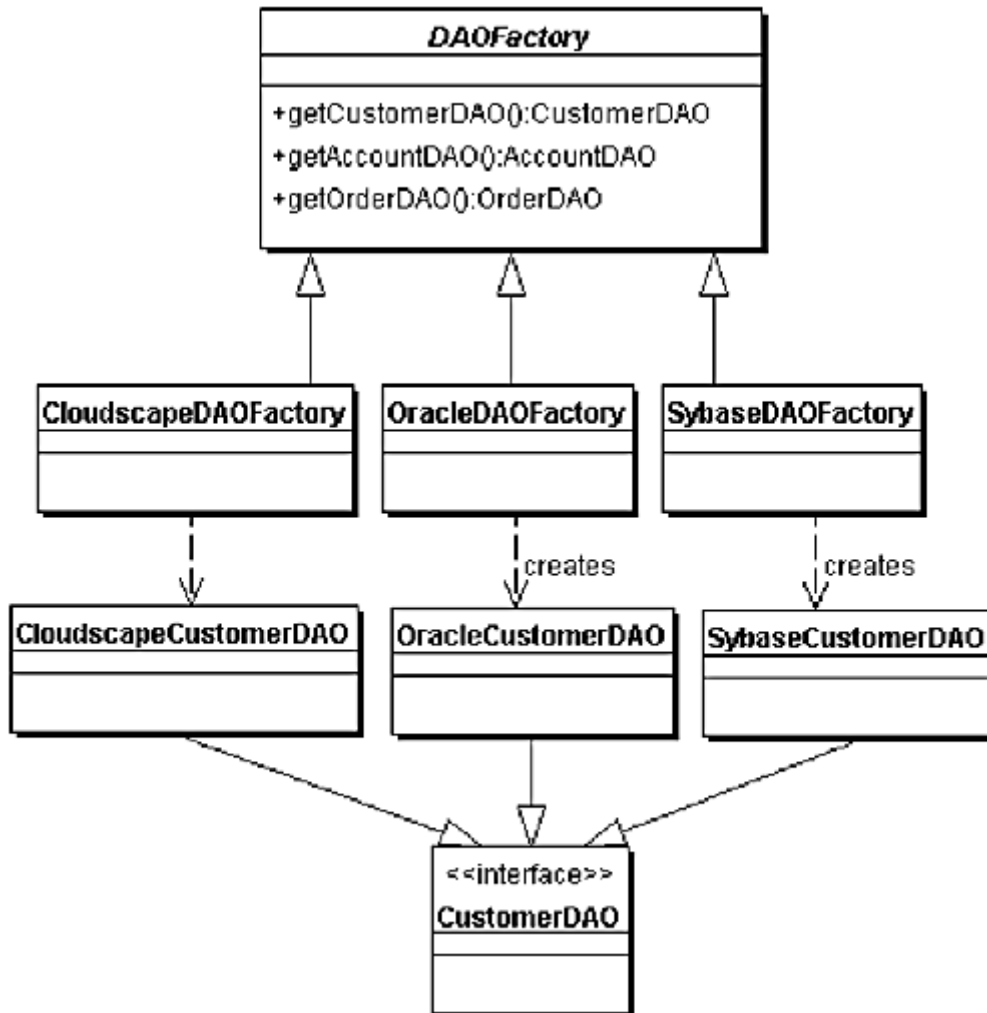 DAOFactory
+getCustomerDAO():CustomerDAO
+getAccountDAO():AccountDAO
+getOrderDAO():OrderDAO
CloudscapeDAOFactory
OracleDAOFactory
SybaseDAOFactory
creates
creates
CloudscapeCustomerDAO
OracleCustomerDAO
SybaseCustomerDAO
<<interface>>
CustomerDAO